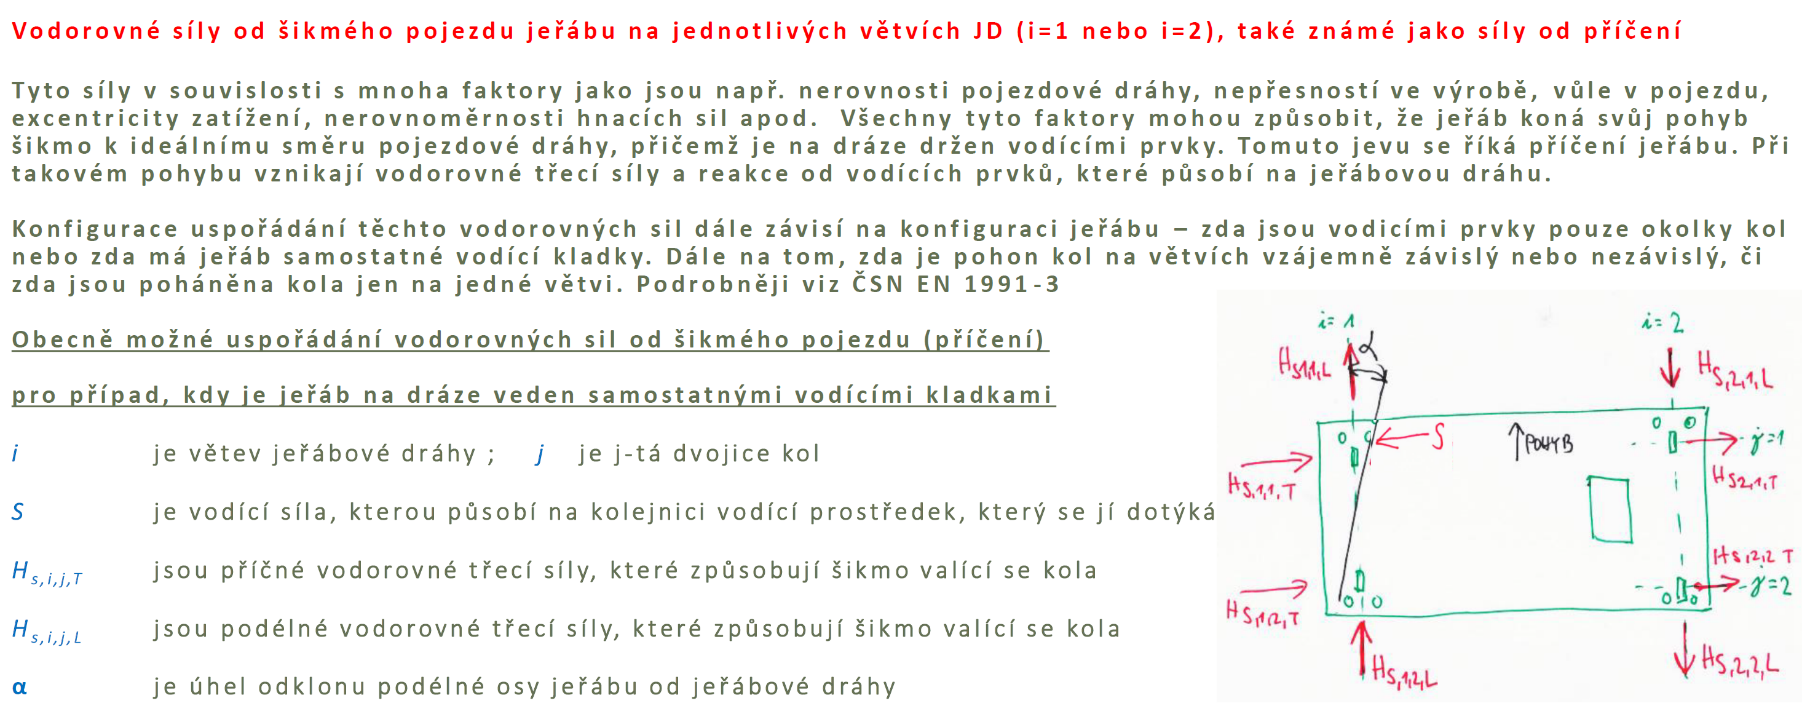 Vodorovné síly od šikmého pojezdu jeřábu na jednotlivých větvích JD (i=1 nebo i=2), také známé jako síly od příčení
Tyto síly v souvislosti s mnoha faktory jako jsou např. nerovnosti pojezdové dráhy, nepřesností ve výrobě, vůle v pojezdu,
excentricity zatížení, nerovnoměrnosti hnacích sil apod. Všechny tyto faktory mohou způsobit, že jeřáb koná svůj pohyb
šikmo k ideálnímu směru pojezdové dráhy, přičemž je na dráze držen vodícími prvky. Tomuto jevu se říká příčení jeřábu. Při
takovém pohybu vznikají vodorovné třecí síly a reakce od vodících prvků, které působí na jeřábovou dráhu.
Konfigurace uspořádání těchto vodorovných sil dále závisí na konfiguraci jeřábu – zda jsou vodicími prvky pouze okolky kol
nebo zda má jeřáb samostatné vodící kladky. Dále na tom, zda je pohon kol na větvích vzájemně závislý nebo nezávislý, či
zda jsou poháněna kola jen na jedné větvi. Podrobněji viz ČSN EN 1991-3
Obecně možné uspořádání vodorovných sil od šikmého pojezdu (příčení)
pro případ, kdy je jeřáb na dráze veden samostatnými vodícími kladkami
i je větev jeřábové dráhy ; j je j-tá dvojice kol
S je vodící síla, kterou působí na kolejnici vodící prostředek, který se jí dotýká
H s,i,j,T jsou příčné vodorovné třecí síly, které způsobují šikmo valící se kola
H s,i,j,L jsou podélné vodorovné třecí síly, které způsobují šikmo valící se kola
α je úhel odklonu podélné osy jeřábu od jeřábové dráhy
i= 1
i= 2
α
H S,1,1,L
H S,2,1,L
S
POHYB
j=1
H S,1,1,T
H S2,1,T
H S,2,2 T
j=2
H S,1,2,T
H S,1,2,L
H S,2,2,L